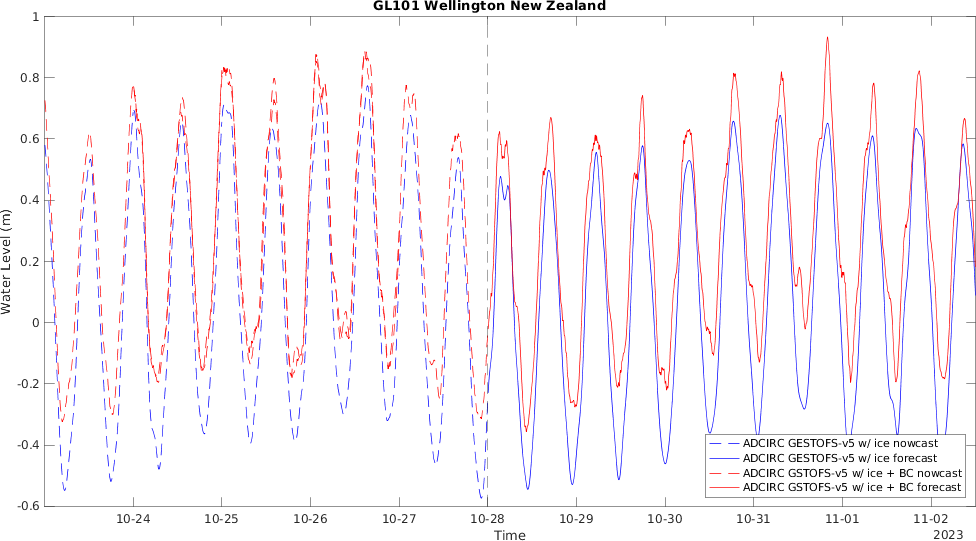 GL101 Wellington New Zealand
Water Level (m)
1
0.8
0.6
0.4
0.2
0
-0.2
-0.4
-0.6
10-24 10-25 10-26 10-27 10-28 10-29 10-30 10-31 11-01 11-02
Time
2023
ADCIRC GESTOFS-v5 w/ ice nowcast
ADCIRC GESTOFS-v5 w/ ice forecast
ADCIRC GSTOFS-v5 w/ ice + BC nowcast
ADCIRC GSTOFS-v5 w/ ice + BC forecast